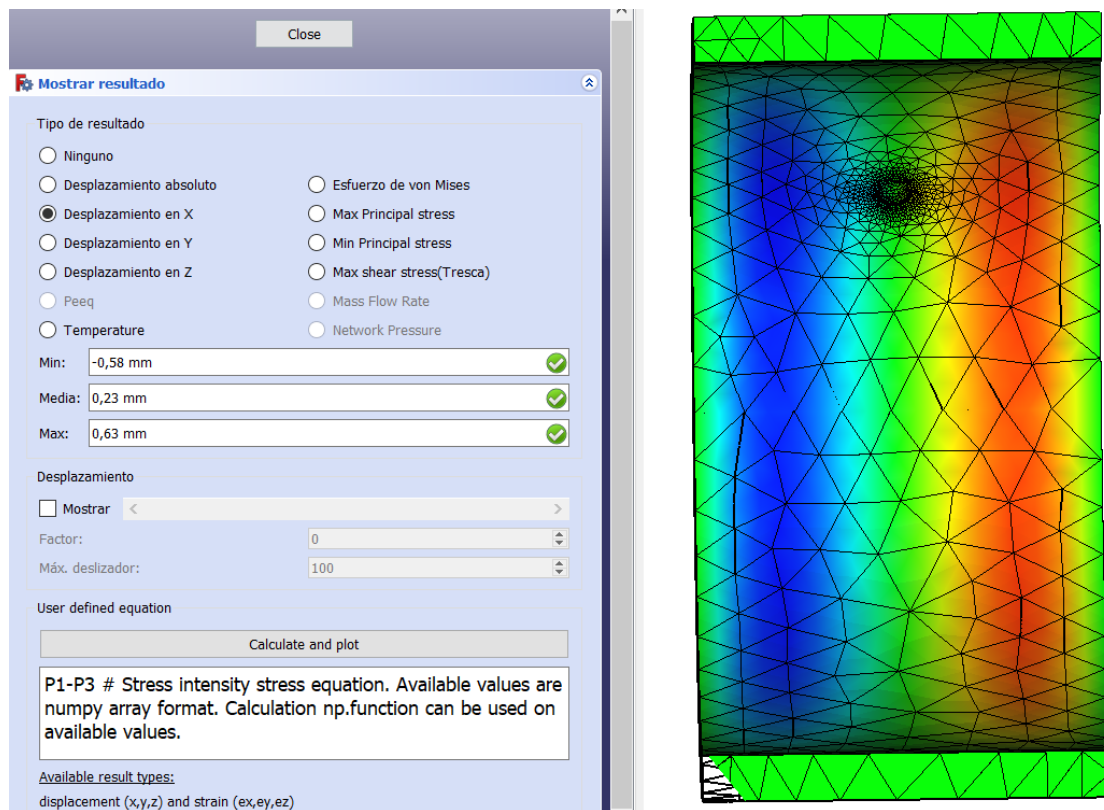 Close
Mostrar resultado
Tipo de resultado
Ninguno
Desplazamiento absoluto
Esfuerzo de von Mises
Desplazamiento en X
Max Principal stress
Desplazamiento en Y
Min Principal stress
Desplazamiento en Z
Max shear stress(Tresca)
Peeq
Mass Flow Rate
Temperature
Network Pressure
Min: -0,58 mm
Media: 0,23 mm
Max: 0,63 mm
Desplazamiento
Mostrar
Factor: 0
Máx. deslizador: 100
User defined equation
Calculate and plot
P1-P3 # Stress intensity stress equation. Available values are
numpy array format. Calculation np.function can be used on
available values.
Available result types:
displacement (x,y,z) and strain (ex,ey,ez)